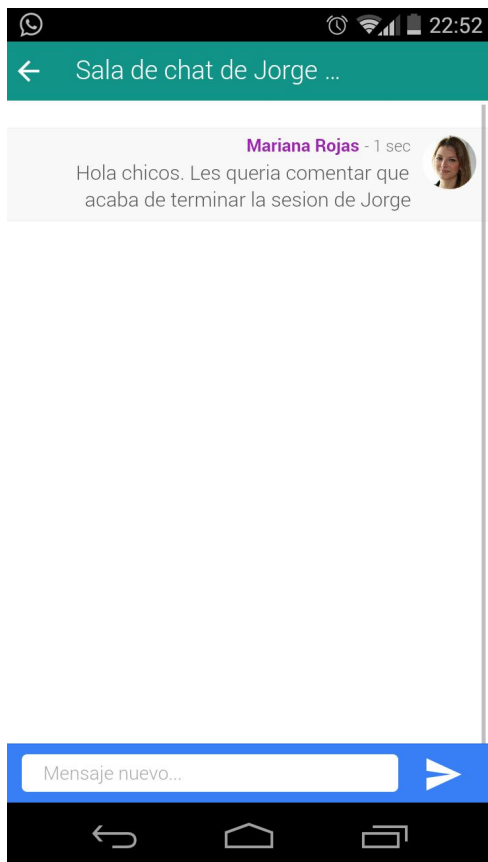 22:52
Sala de chat de Jorge ...
Mariana Rojas - 1 sec
Hola chicos. Les queria comentar que
acaba de terminar la sesion de Jorge
Mensaje nuevo...